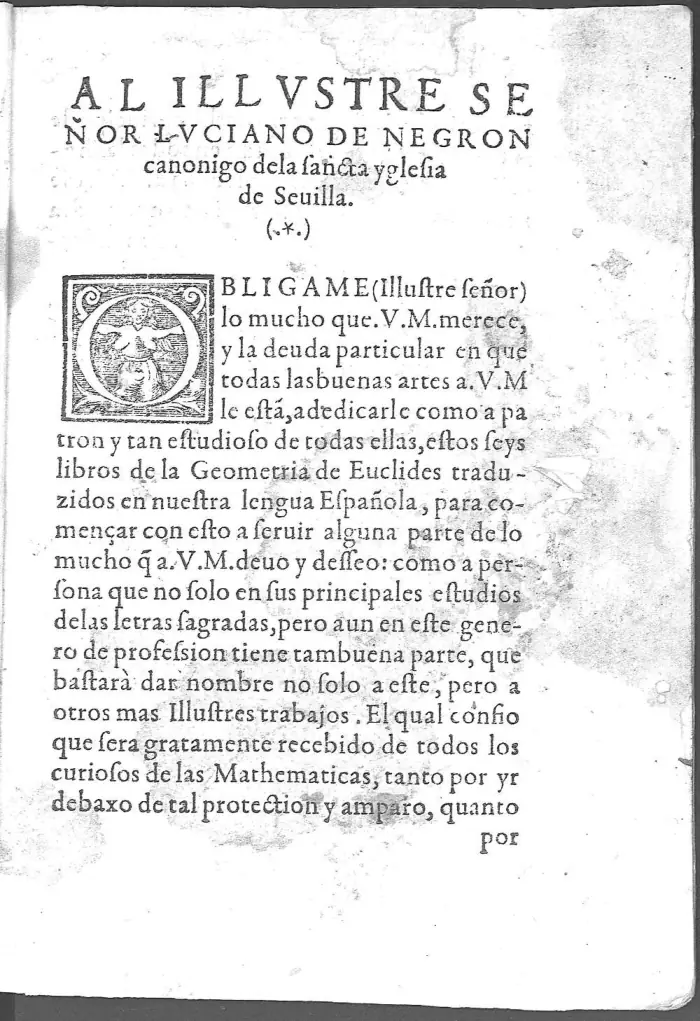 AL ILLVSTRE SE
ÑOR LVCIANO DE NEGRON
canonigo dela ſancta ygleſia
de Seuilla.
(.*.)
OBLIGAME (Illuſtre ſeñor)
lo mucho que.V.M.merece,
y la deuda particular en que
todas lasbuenas artes a.V.M
le eſtá,adedicarle como a pa
tron y tan eſtudioſo de todas ellas,eſtos ſeys
libros de la Geometria de Euclides tradu-
zidos en nueſtra lengua Eſpañola, para co-
mençar con eſto a ſeruir alguna parte de lo
mucho q̃ a.V.M.deuo y deſſeo: como a per-
ſona que no ſolo en ſus principales eſtudios
delas letras ſagradas,pero aun en eſte gene-
ro de profeſsion tiene tambuena parte, que
baſtará dar nombre no ſolo a eſte, pero a
otros mas Illuſtres trabajos. El qual confio
que ſera gratamente recebido de todos los
curioſos de las Mathematicas, tanto por yr
debaxo de tal protection y amparo, quanto
por